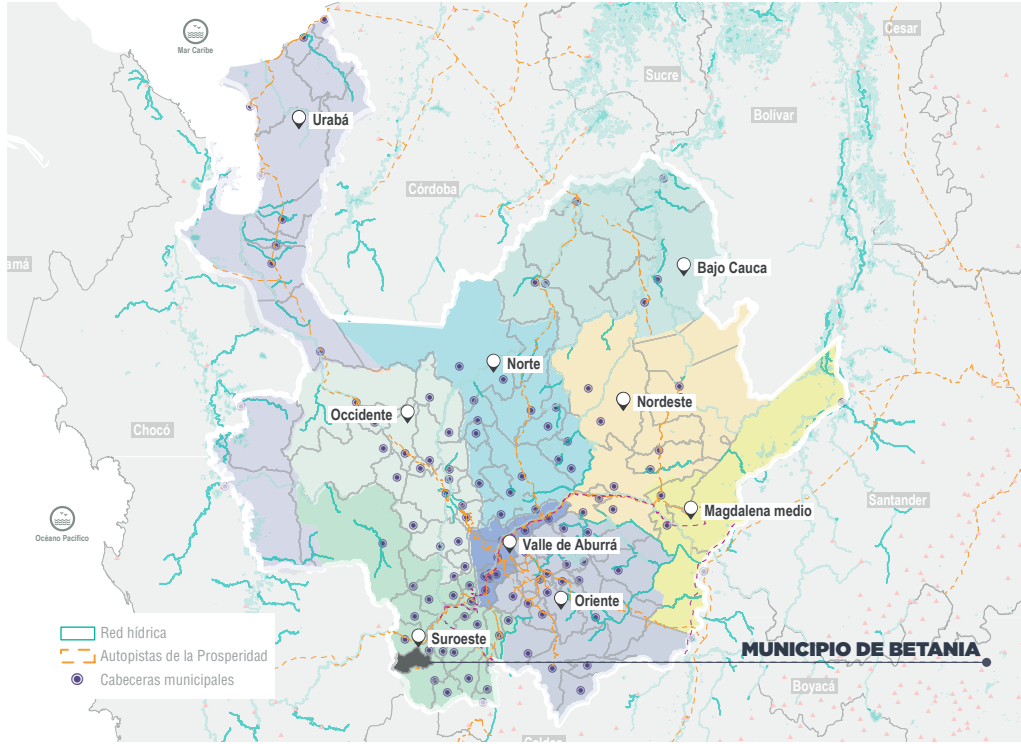 Cesar
Mar Caribe
Sucre
Bolívar
Urabá
Córdoba
amá
Bajo Cauca
Norte
Nordeste
Occidente
Chocó
Santander
Magdalena medio
Océano Pacífico
Valle de Aburrá
Oriente
Red hídrica
Suroeste
Autopistas de la Prosperidad
MUNICIPIO DE BETANIA
Cabeceras municipales
Boyacá